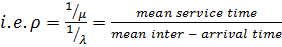 i.e. ρ = (1/μ)/(1/λ) = mean service time / mean inter − arrival time